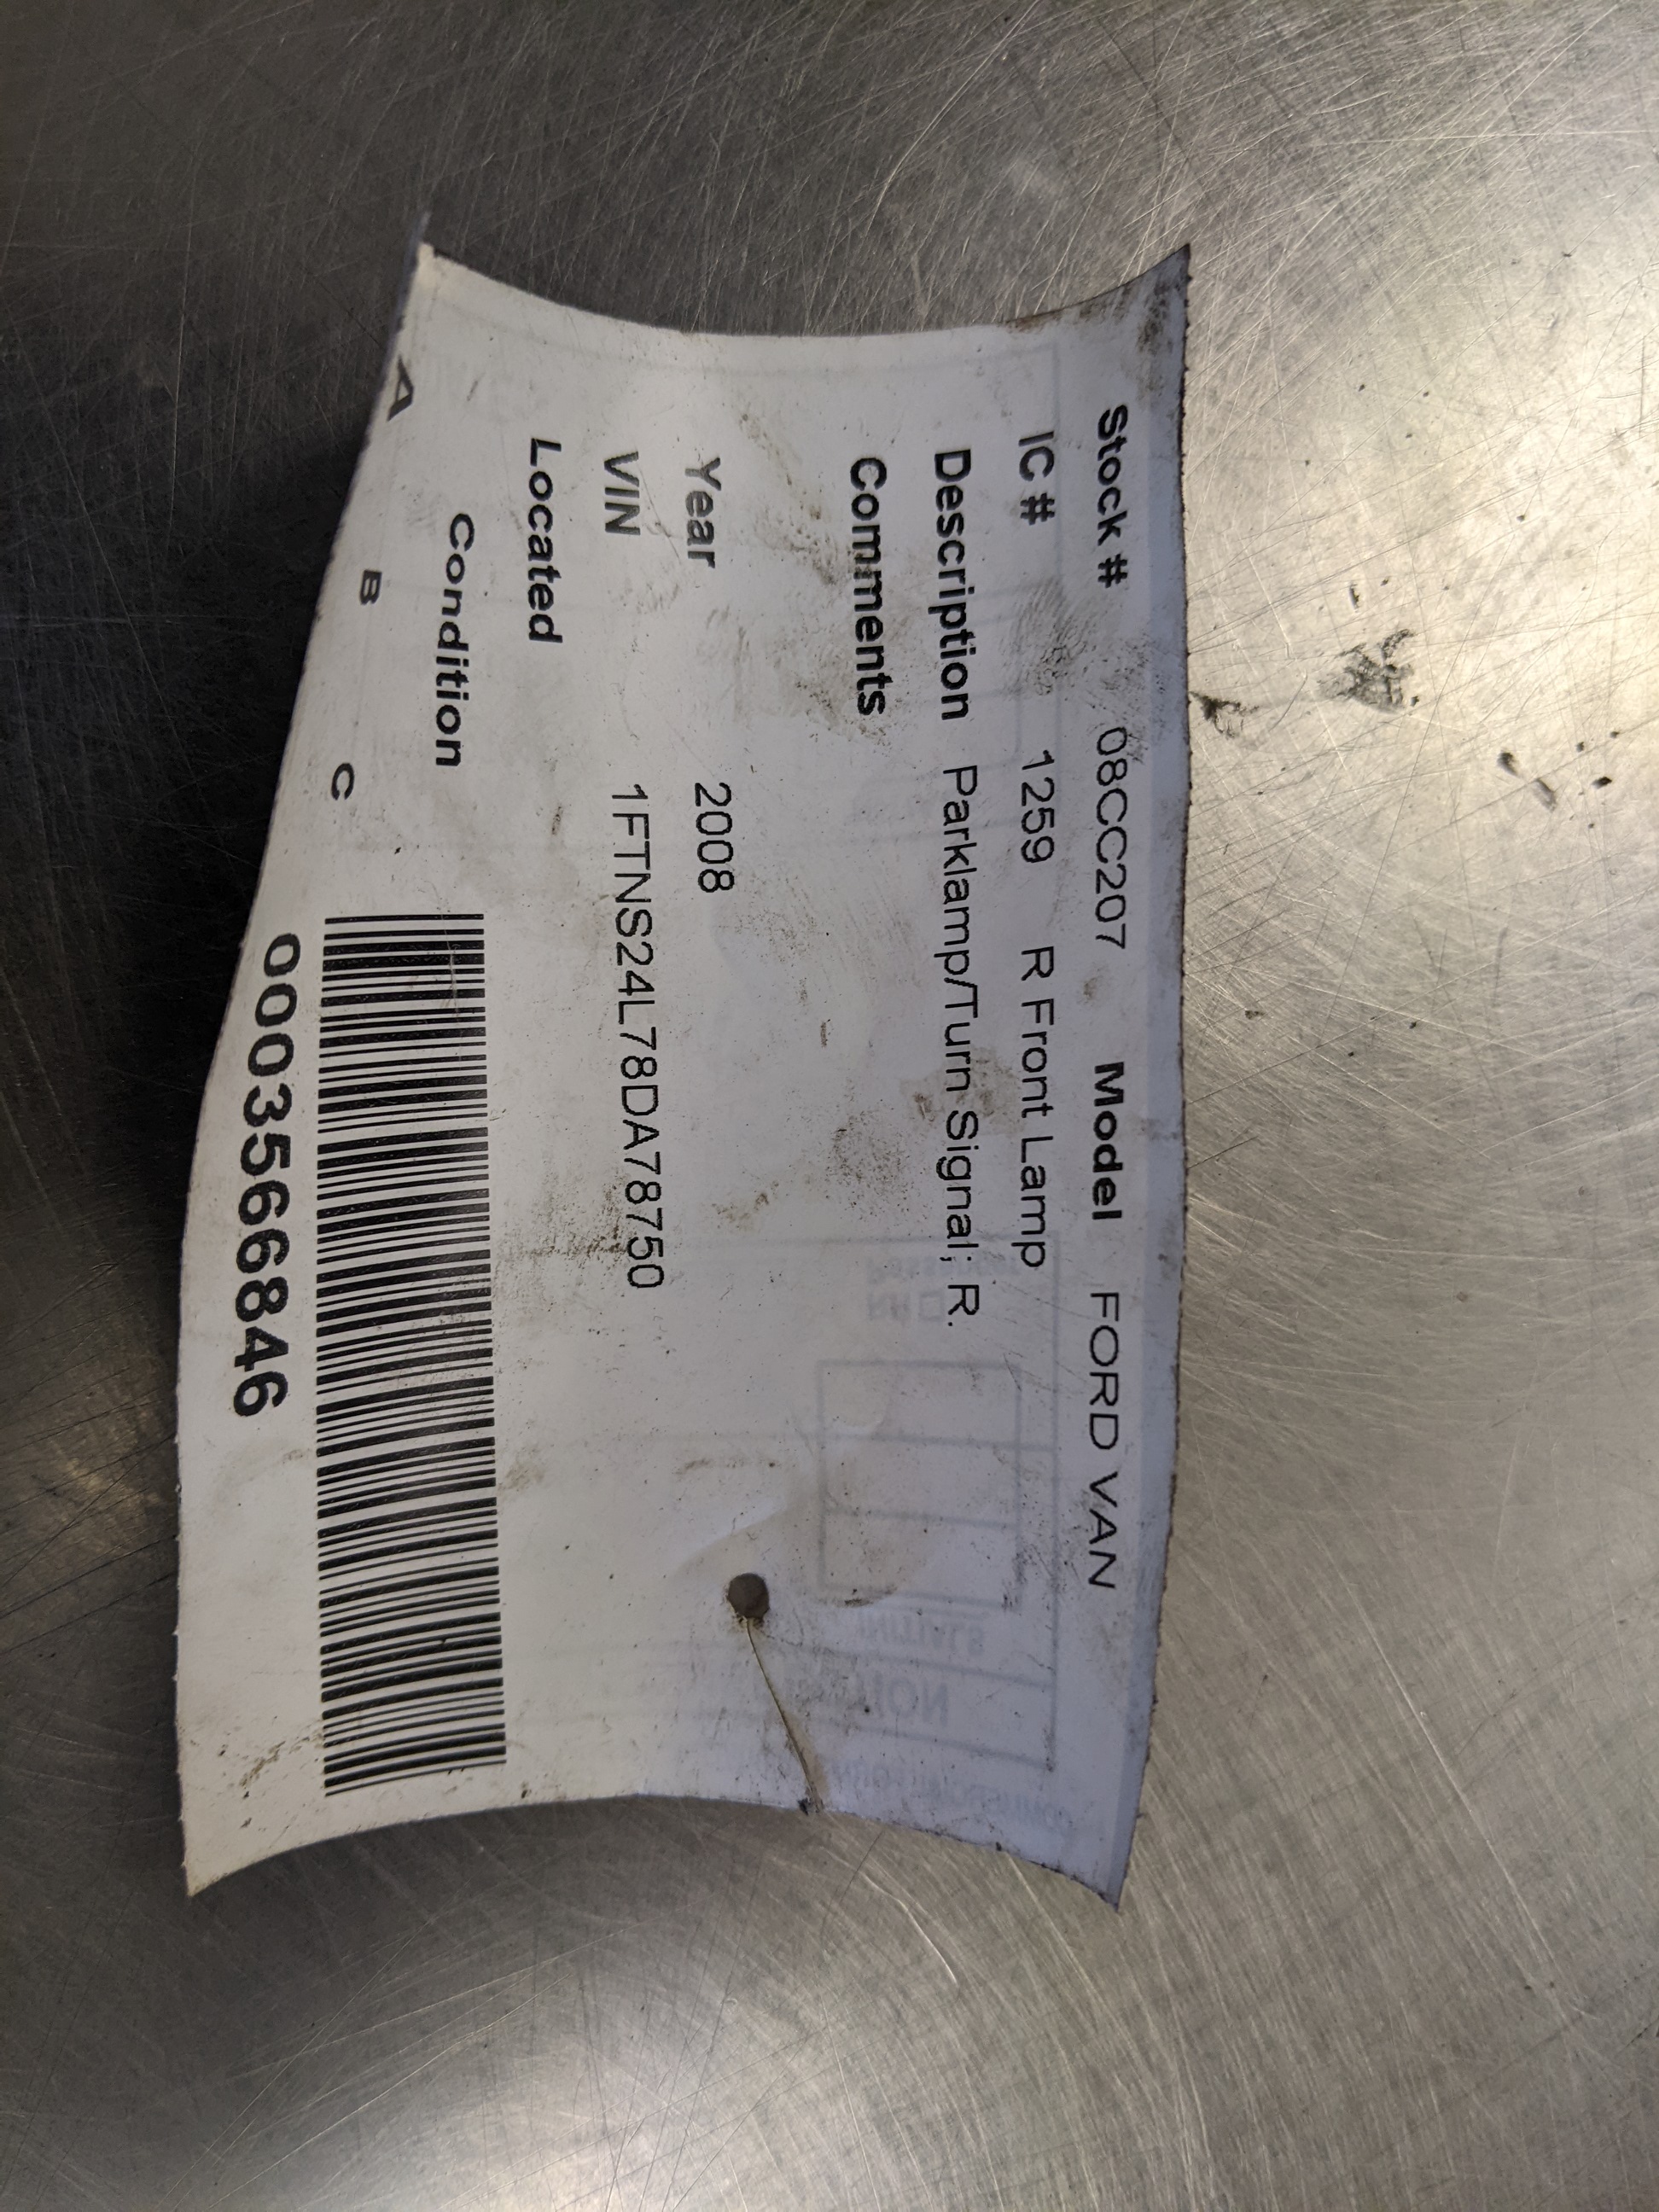 Stock # 08CC207 Model FORD VAN
IC # 1259 R Front Lamp
Description Parklamp/Turn Signal; R.
Comments
Year 2008
VIN 1FTNS24L78DA78750
Located
Condition
A B C
0003566846